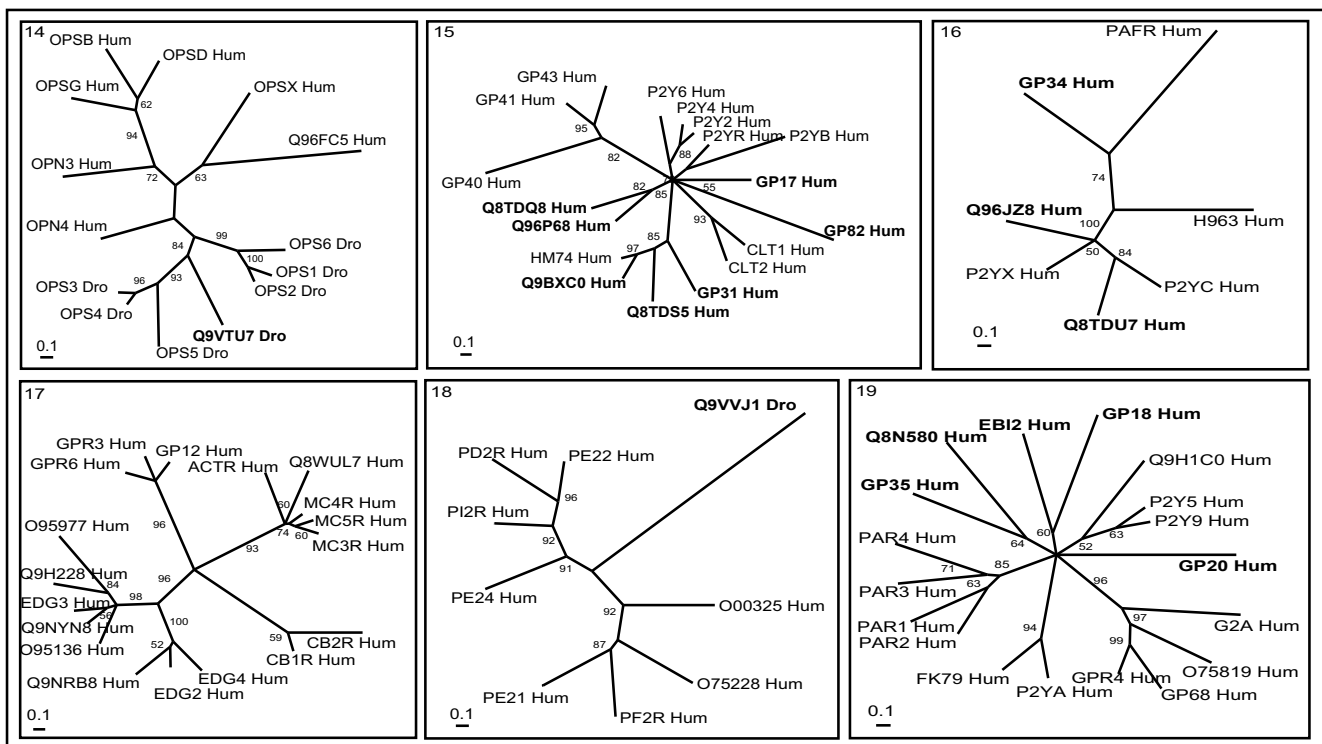 14
OPSB Hum
OPSD Hum
OPSG Hum
OPSX Hum
62
94
Q96FC5 Hum
OPN3 Hum
72
63
OPN4 Hum
84
99
OPS6 Dro
100
OPS1 Dro
OPS2 Dro
OPS3 Dro
96
93
OPS4 Dro
Q9VTU7 Dro
OPS5 Dro
0.1
15
GP43 Hum
GP41 Hum
P2Y6 Hum
P2Y4 Hum
P2Y2 Hum
P2YR Hum
P2YB Hum
95
82
88
GP40 Hum
82
85
55
GP17 Hum
Q8TDQ8 Hum
Q96P68 Hum
93
GP82 Hum
85
97
HM74 Hum
CLT1 Hum
CLT2 Hum
Q9BXC0 Hum
GP31 Hum
Q8TDS5 Hum
0.1
16
PAFR Hum
GP34 Hum
74
Q96JZ8 Hum
100
H963 Hum
50
84
P2YX Hum
P2YC Hum
Q8TDU7 Hum
0.1
17
GPR3 Hum
GP12 Hum
GPR6 Hum
ACTR Hum
Q8WUL7 Hum
60
MC4R Hum
MC5R Hum
74
60
MC3R Hum
96
93
O95977 Hum
Q9H228 Hum
84
96
98
EDG3 Hum
56
Q9NYN8 Hum
O95136 Hum
100
52
59
CB2R Hum
CB1R Hum
Q9NRB8 Hum
EDG4 Hum
EDG2 Hum
0.1
18
Q9VVJ1 Dro
PD2R Hum
PE22 Hum
96
PI2R Hum
92
91
PE24 Hum
92
O00325 Hum
87
PE21 Hum
O75228 Hum
PF2R Hum
0.1
19
GP18 Hum
EBI2 Hum
Q8N580 Hum
Q9H1C0 Hum
GP35 Hum
P2Y5 Hum
P2Y9 Hum
60
63
64
52
PAR4 Hum
85
71
GP20 Hum
PAR3 Hum
63
96
PAR1 Hum
PAR2 Hum
94
97
G2A Hum
99
FK79 Hum
P2YA Hum
GPR4 Hum
O75819 Hum
GP68 Hum
0.1